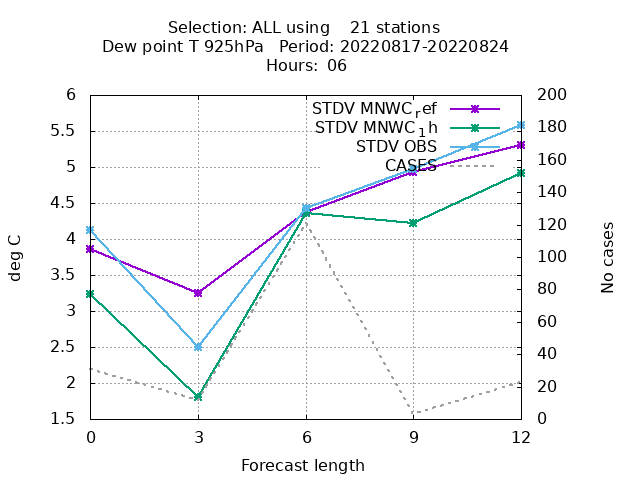 Selection: ALL using    21 stations
Dew point T 925hPa   Period: 20220817-20220824
Hours: 06
STDV MNWC_ref
STDV MNWC_1h
STDV OBS
CASES
6
5.5
5
4.5
4
3.5
3
2.5
2
1.5
deg C
200
180
160
140
120
100
80
60
40
20
0
No cases
0 3 6 9 12
Forecast length